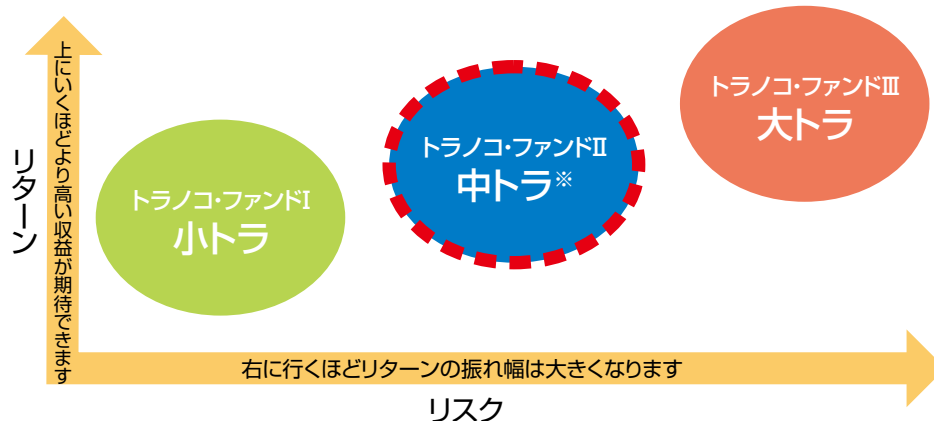 トラノコ・ファンドⅢ
大トラ
トラノコ・ファンドⅡ
中トラ※
トラノコ・ファンドⅠ
小トラ
リターン
上にいくほどより高い収益が期待できます
右に行くほどリターンの振れ幅は大きくなります
リスク